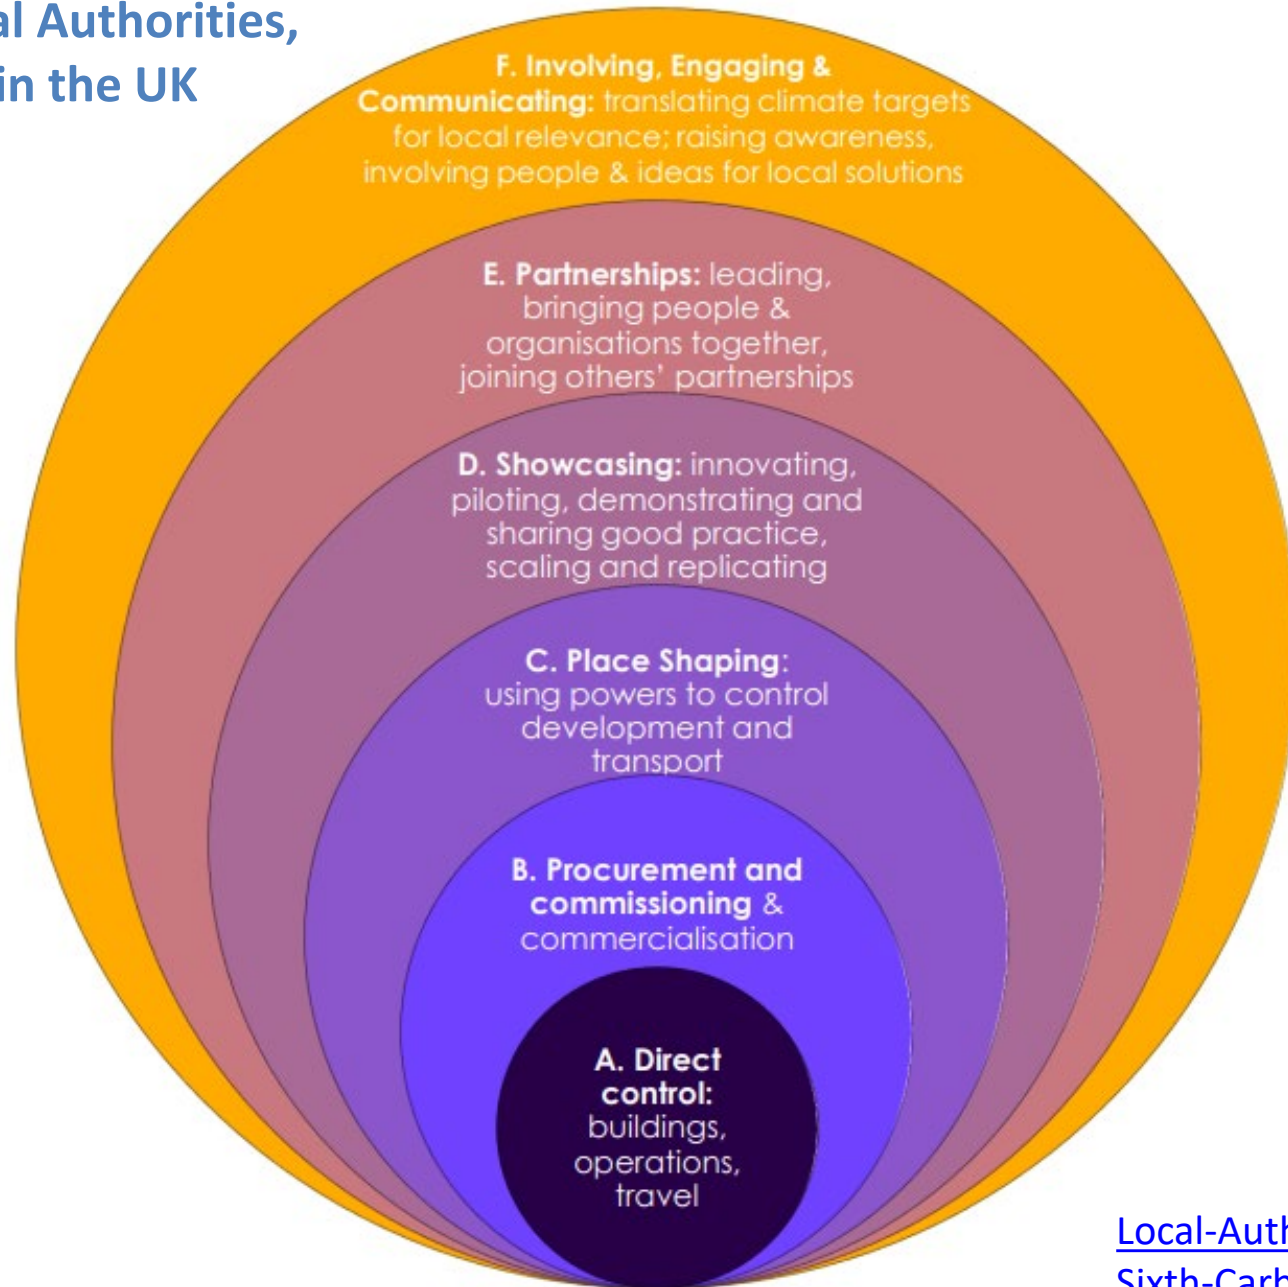 al Authorities,
in the UK
F. Involving, Engaging &
Communicating: translating climate targets
for local relevance; raising awareness,
involving people & ideas for local solutions
E. Partnerships: leading,
bringing people &
organisations together,
joining others’ partnerships
D. Showcasing: innovating,
piloting, demonstrating and
sharing good practice,
scaling and replicating
C. Place Shaping:
using powers to control
development and
transport
B. Procurement and
commissioning &
commercialisation
A. Direct
control:
buildings,
operations,
travel
Local-Auth
Sixth-Carb